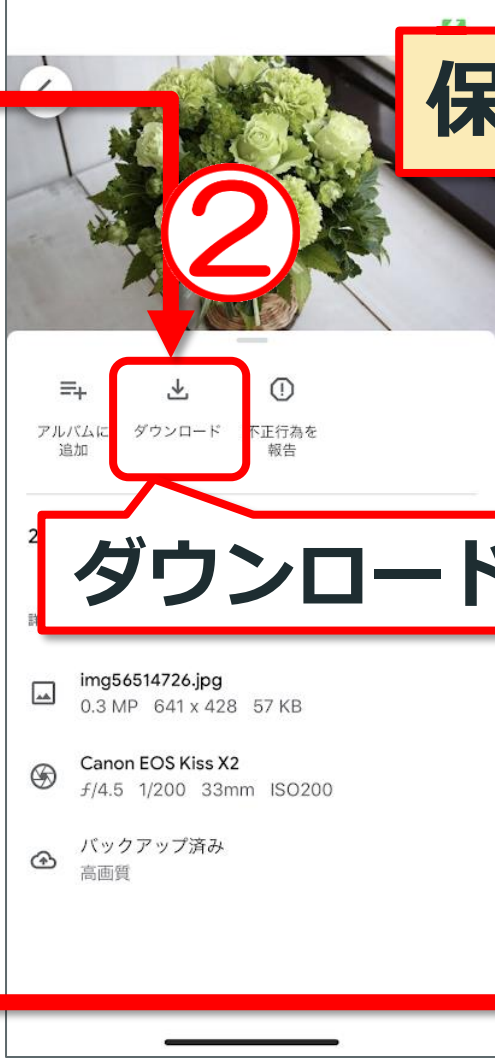 保
②
アルバムに
追加
ダウンロード
不正行為を
報告
2
ダウンロード
img56514726.jpg
0.3 MP 641 x 428 57 KB
Canon EOS Kiss X2
ƒ/4.5 1/200 33mm ISO200
バックアップ済み
高画質